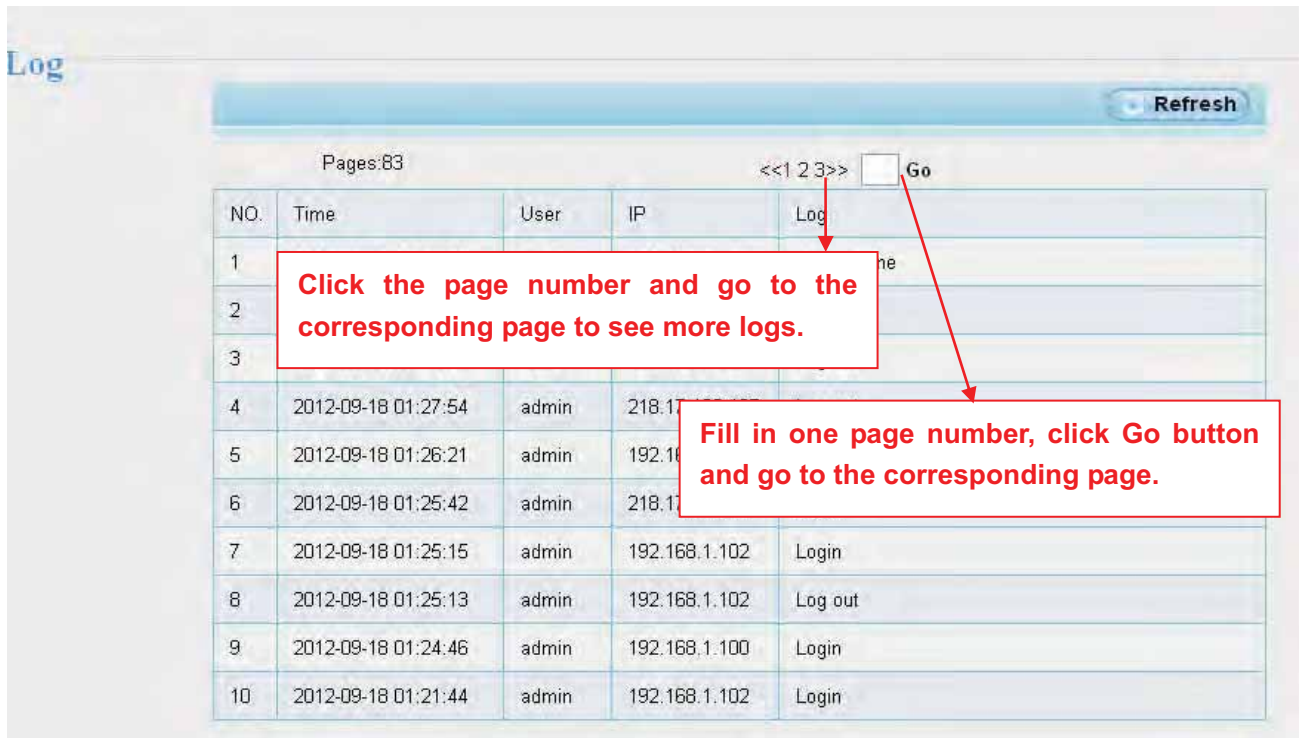 Log
Refresh
Pages:83 <<1 2 3>> Go
NO. Time User IP Log
1
Click the page number and go to the
corresponding page to see more logs.
2
3
4 2012-09-18 01:27:54 admin
Fill in one page number, click Go button
and go to the corresponding page.
5 2012-09-18 01:26:21 admin
6 2012-09-18 01:25:42 admin
7 2012-09-18 01:25:15 admin 192.168.1.102 Login
8 2012-09-18 01:25:13 admin 192.168.1.102 Log out
9 2012-09-18 01:24:46 admin 192.168.1.100 Login
10 2012-09-18 01:21:44 admin 192.168.1.102 Login